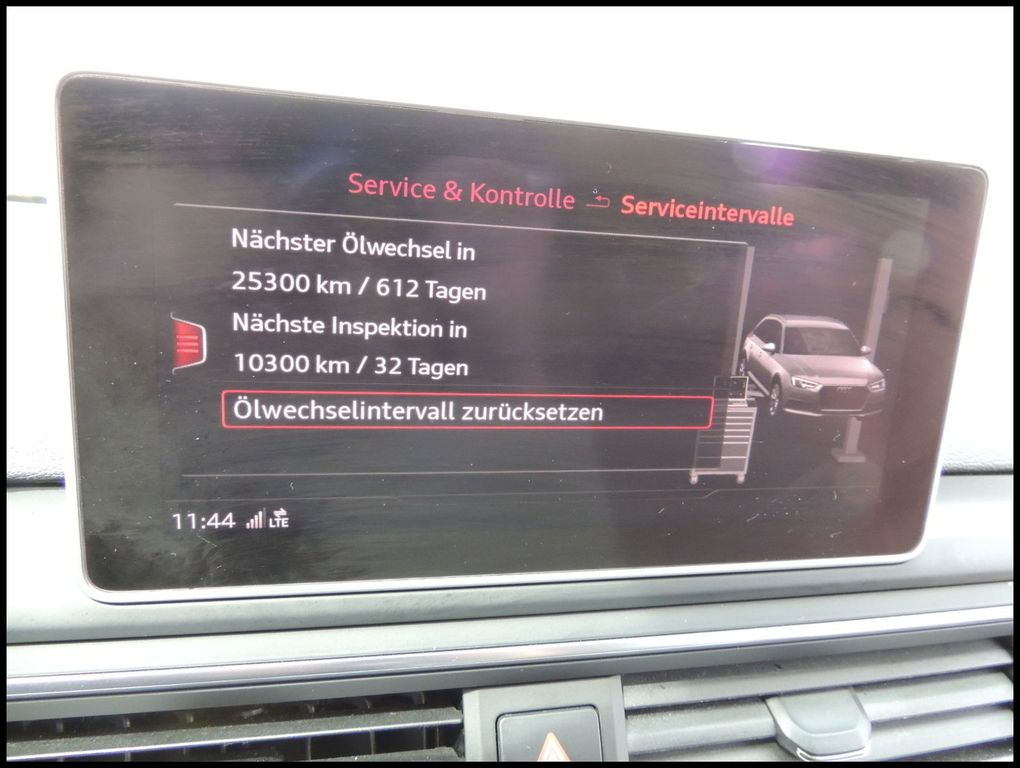 Service & Kontrolle Serviceintervalle
Nächster Ölwechsel in
25300 km / 612 Tagen
Nächste Inspektion in
10300 km / 32 Tagen
Ölwechselintervall zurücksetzen
11:44 LTE